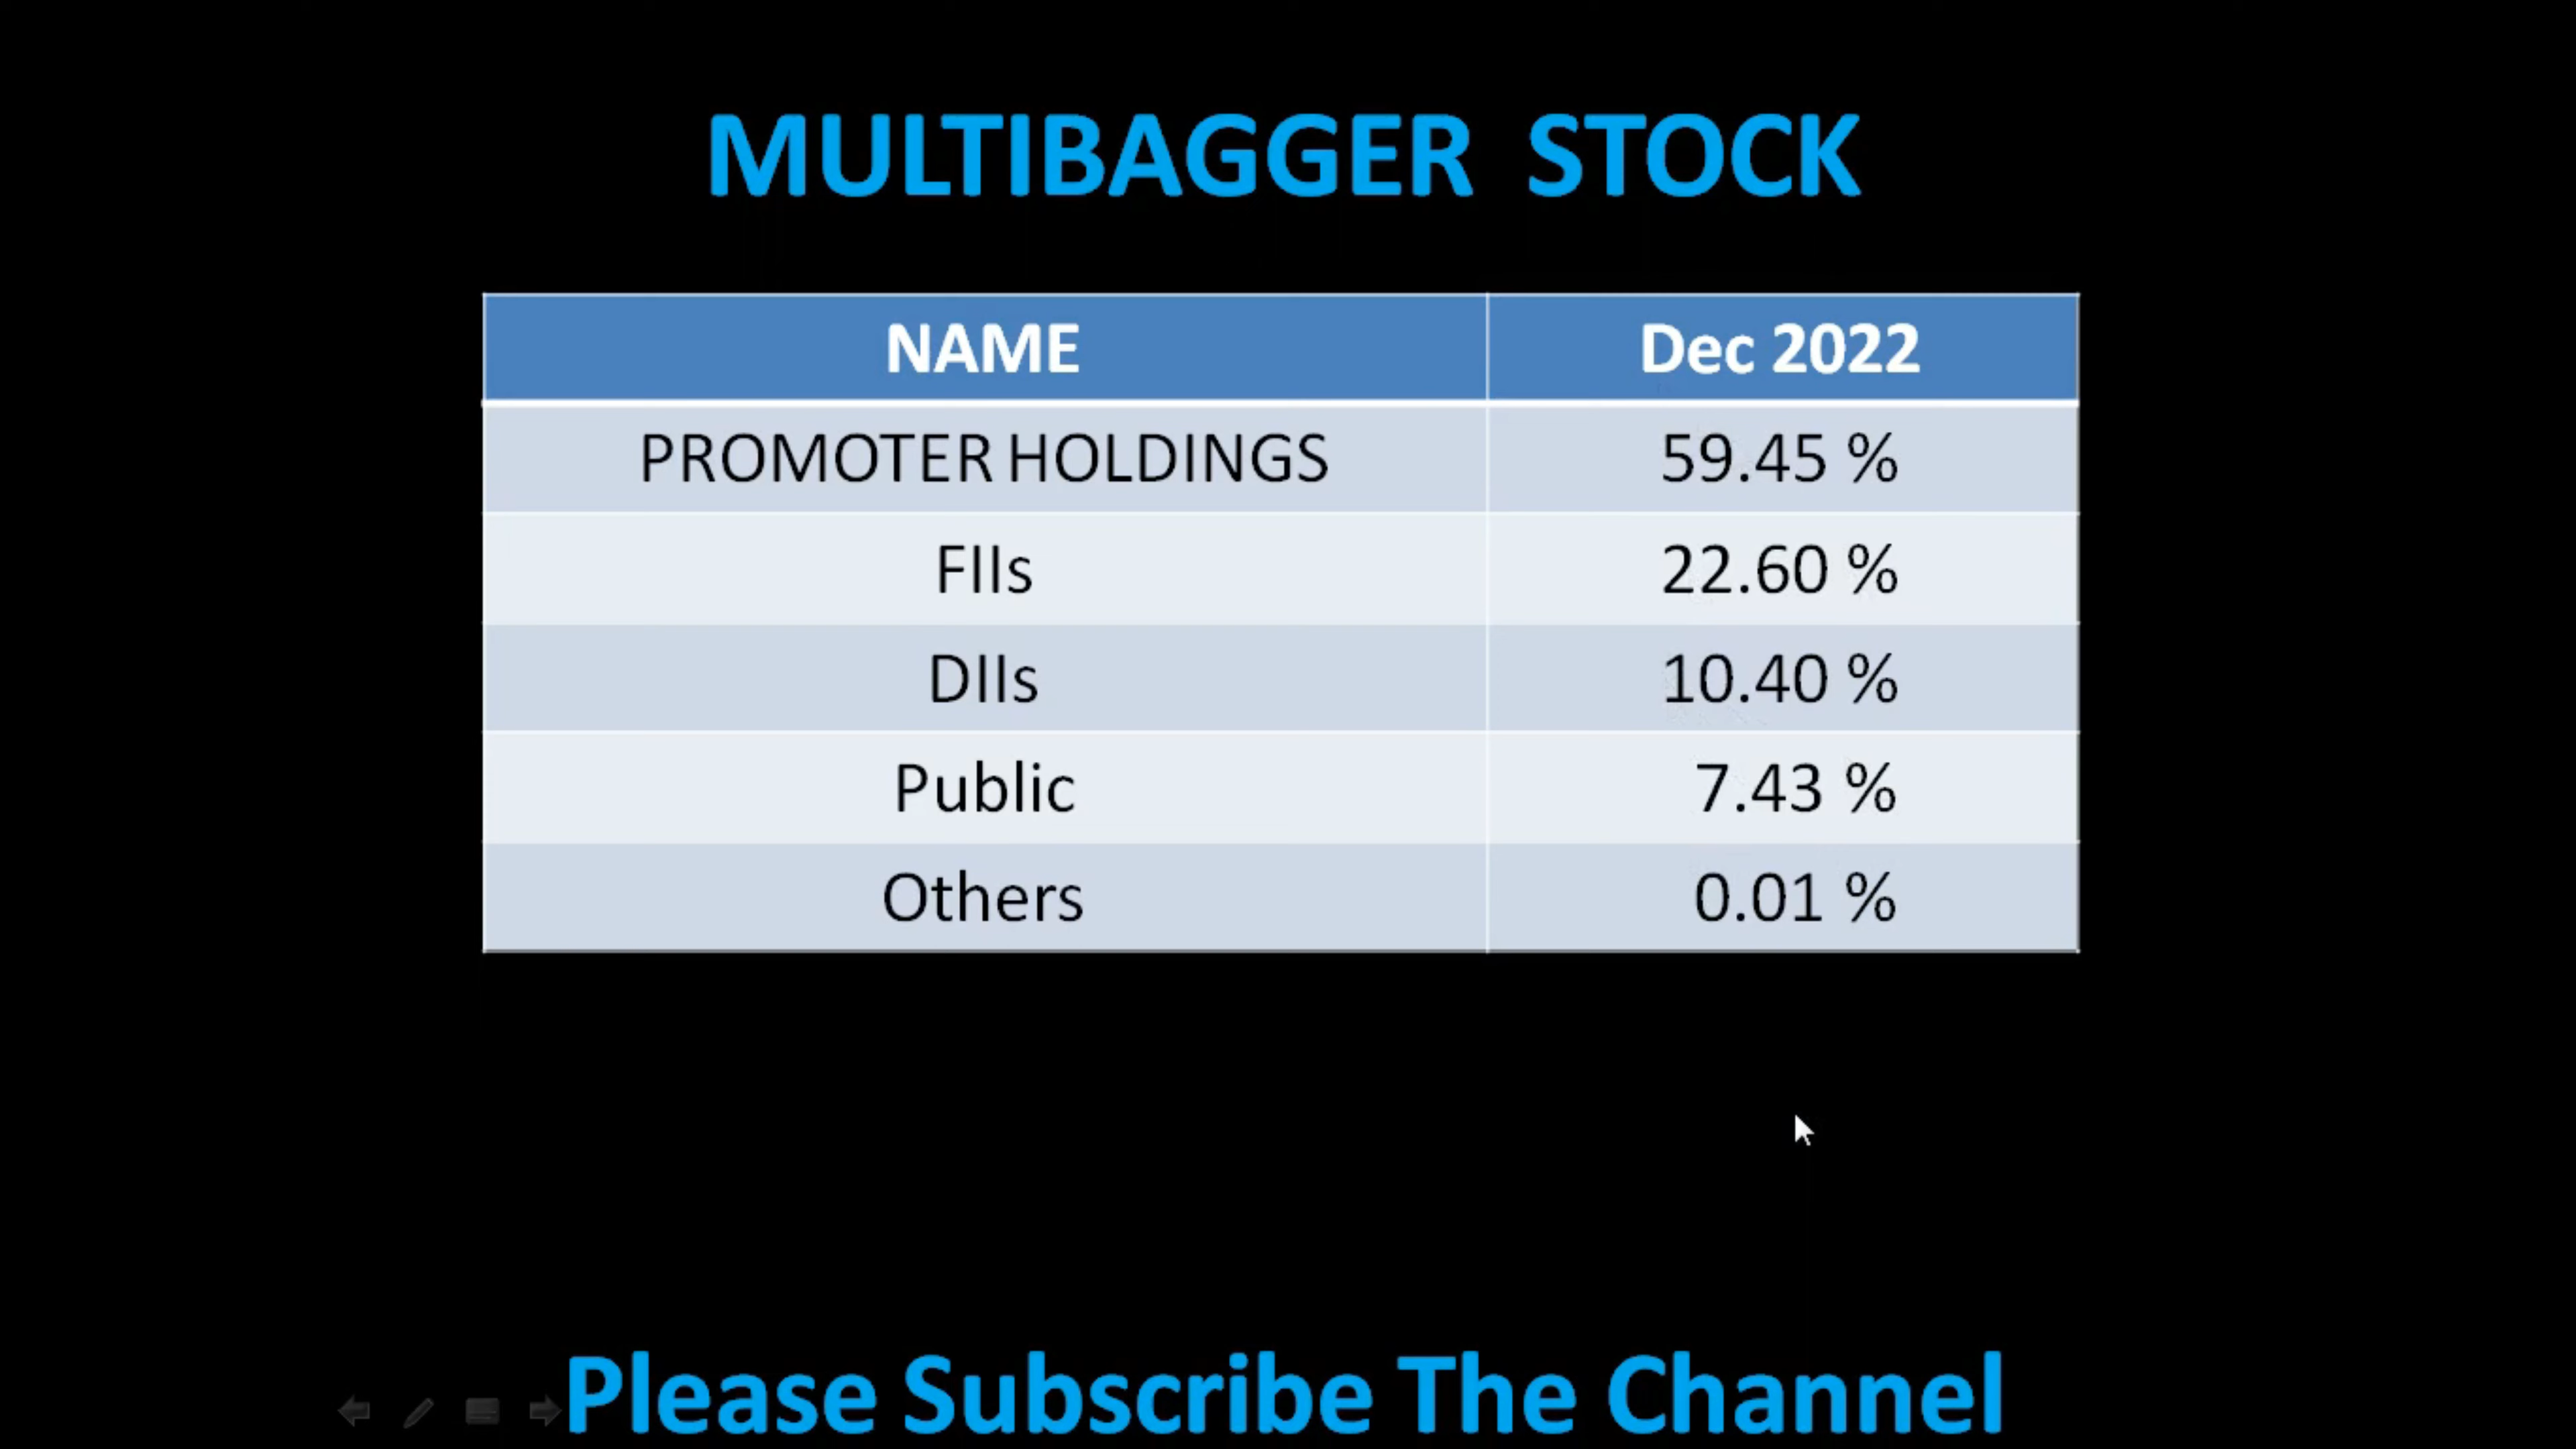 MULTIBAGGER STOCK
NAME Dec 2022
PROMOTER HOLDINGS 59.45 %
FIIs 22.60 %
DIIs 10.40 %
Public 7.43 %
Others 0.01 %
Please Subscribe The Channel